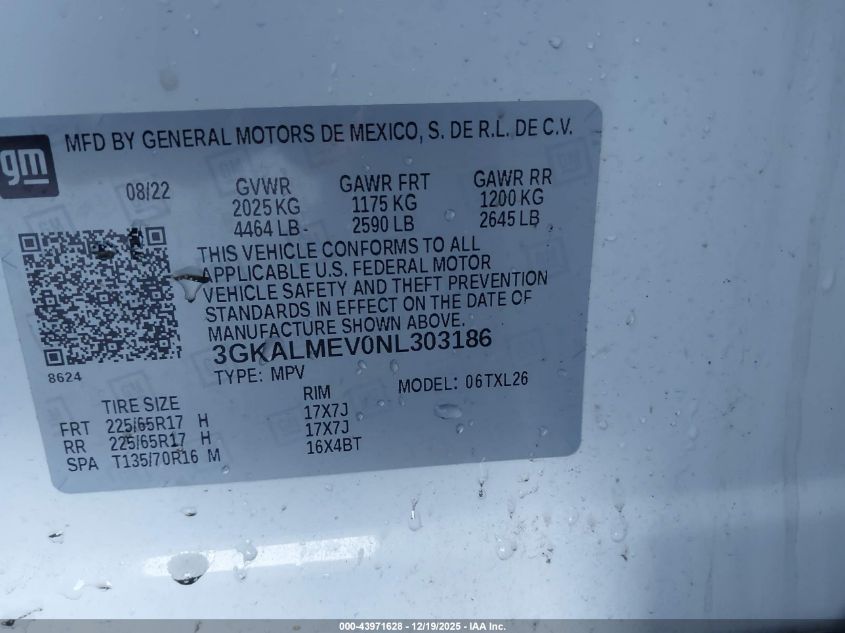 gm
MFD BY GENERAL MOTORS DE MEXICO, S. DE R.L. DE C.V.
08/22 GVWR GAWR FRT GAWR RR
2025 KG 1175 KG 1200 KG
4464 LB 2590 LB 2645 LB
THIS VEHICLE CONFORMS TO ALL
APPLICABLE U.S. FEDERAL MOTOR
VEHICLE SAFETY AND THEFT PREVENTION
STANDARDS IN EFFECT ON THE DATE OF
MANUFACTURE SHOWN ABOVE.
3GKALMEV0NL303186
8624
TYPE: MPV MODEL: 06TXL26
TIRE SIZE RIM
FRT 225/65R17 H 17X7J
RR 225/65R17 H 17X7J
SPA T135/70R16 M 16X4BT
000-43971628 - 12/19/2025 - IAA Inc.